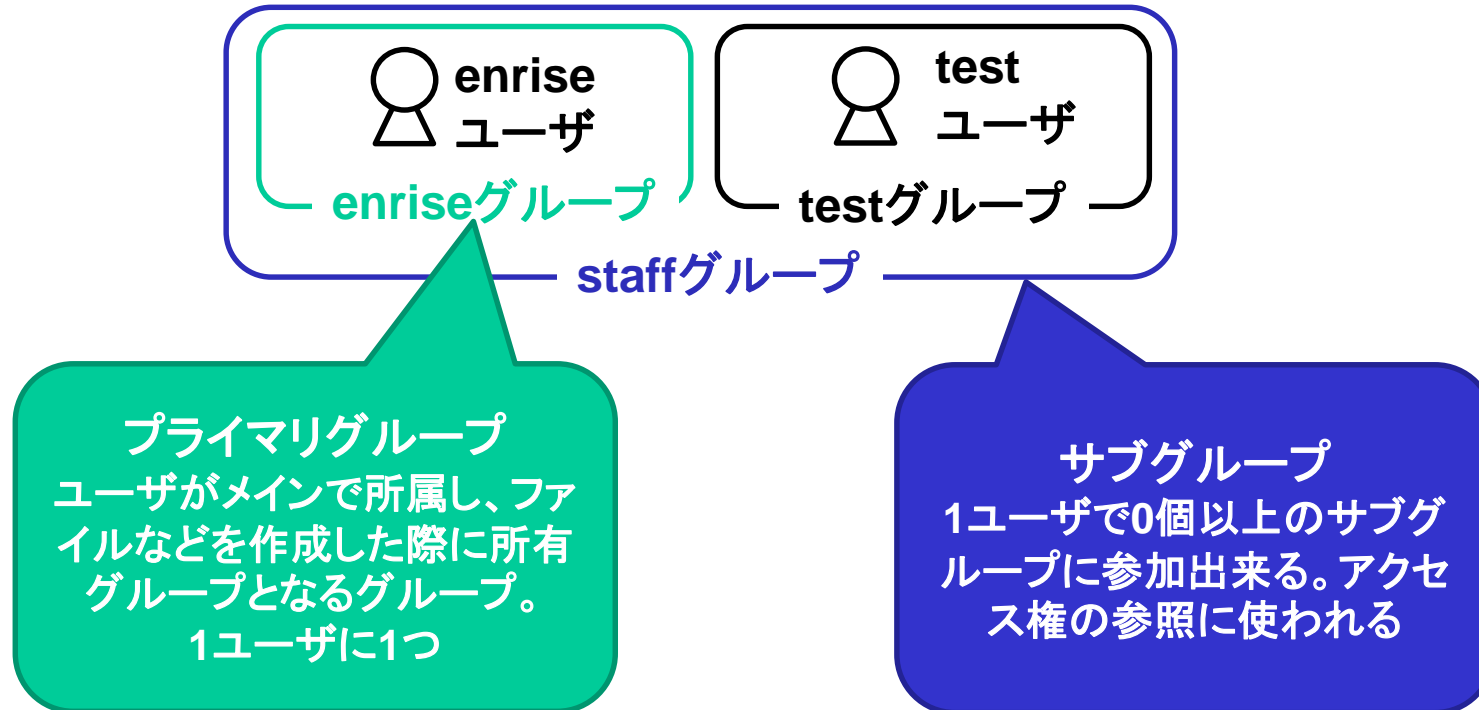 enrise
ユーザ
test
ユーザ
enriseグループ
testグループ
staffグループ
プライマリグループ
ユーザがメインで所属し、ファ
イルなどを作成した際に所有
グループとなるグループ。
1ユーザに1つ
サブグループ
1ユーザで0個以上のサブグ
ループに参加出来る。アクセ
ス権の参照に使われる